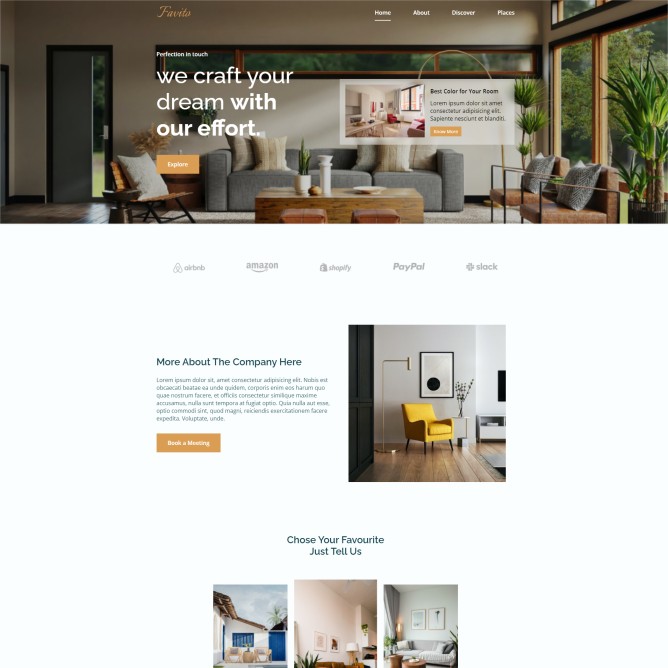 Favito
Home
About
Discover
Places
Perfection in touch
we craft your
dream with
our effort.
Explore
Best Color for Your Room
Lorem ipsum dolor sit amet
consectetur adipisicing elit.
Sapiente nesciunt et blanditi.
Know More
airbnb
amazon
shopify
PayPal
slack
More About The Company Here
Lorem ipsum dolor sit, amet consectetur adipisicing elit. Nobis est
obcaecati beatae ea unde quidem, corporis enim eos harum quo
quae nostrum facere, et officiis consectetur similique maxime
accusamus, nulla sunt tempora at fugiat optio. Quia nulla aut esse,
optio commodi sint, quod magni, reiciendis exercitationem facere
expedita. Voluptate, unde.
Book a Meeting
Chose Your Favourite
Just Tell Us